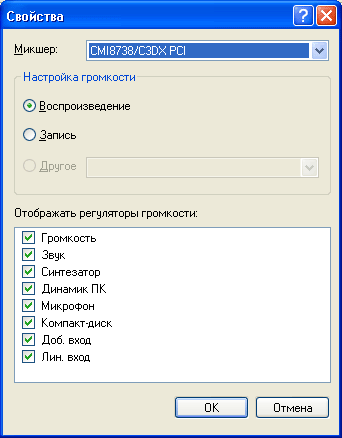 Свойства
Микшер: CMI8738/C3DX PCI
Настройка громкости
Воспроизведение
Запись
Другое
Отображать регуляторы громкости:
Громкость
Звук
Синтезатор
Динамик ПК
Микрофон
Компакт-диск
Доб. вход
Лин. вход
OK Отмена